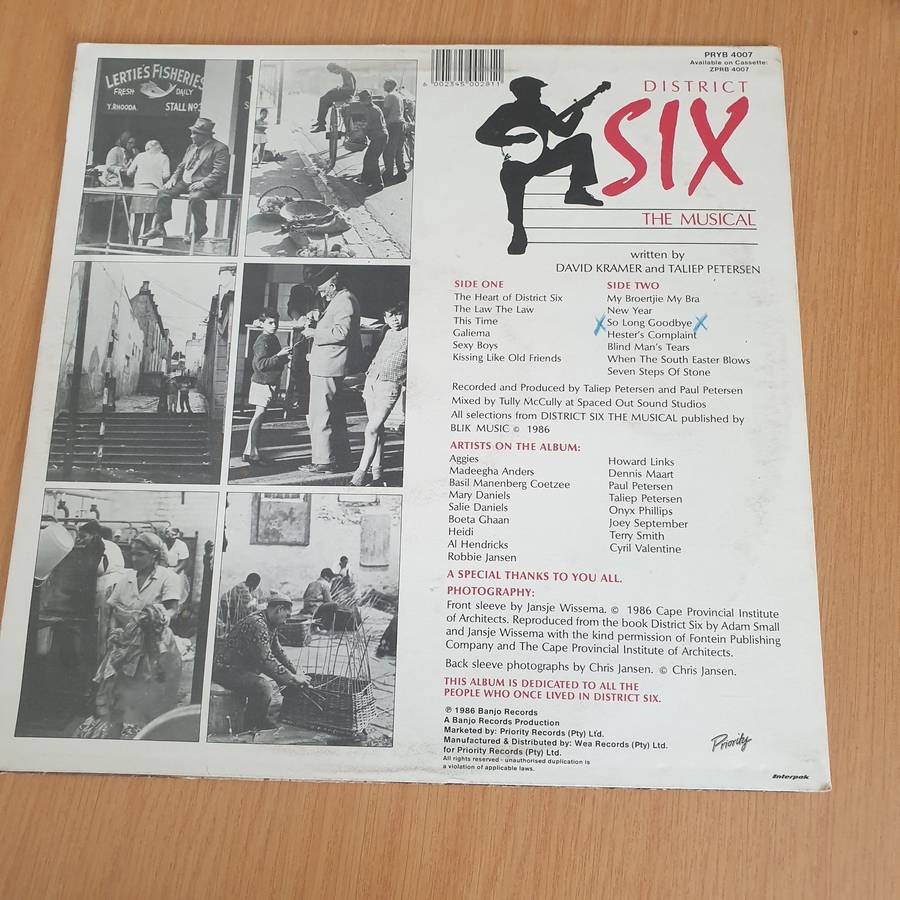 LERTIE'S FISHERIES
FRESH DAILY
T. RHOODA STALL No3
6 002345 002811
PRYB 4007
Available on Cassette:
ZPRB 4007
DISTRICT
SIX
THE MUSICAL
written by
DAVID KRAMER and TALIEP PETERSEN
SIDE ONE
The Heart of District Six
The Law The Law
This Time
Galiema
Sexy Boys
Kissing Like Old Friends
SIDE TWO
My Broertjie My Bra
New Year
X So Long Goodbye X
Hester's Complaint
Blind Man's Tears
When The South Easter Blows
Seven Steps Of Stone
Recorded and Produced by Taliep Petersen and Paul Petersen
Mixed by Tully McCully at Spaced Out Sound Studios
All selections from DISTRICT SIX THE MUSICAL published by
BLIK MUSIC © 1986
ARTISTS ON THE ALBUM:
Aggies
Madeegha Anders
Basil Manenberg Coetzee
Mary Daniels
Salie Daniels
Boeta Ghaan
Heidi
Al Hendricks
Robbie Jansen
Howard Links
Dennis Maart
Paul Petersen
Taliep Petersen
Onyx Phillips
Joey September
Terry Smith
Cyril Valentine
A SPECIAL THANKS TO YOU ALL.
PHOTOGRAPHY:
Front sleeve by Jansje Wissema. © 1986 Cape Provincial Institute
of Architects. Reproduced from the book District Six by Adam Small
and Jansje Wissema with the kind permission of Fontein Publishing
Company and The Cape Provincial Institute of Architects.
Back sleeve photographs by Chris Jansen. © Chris Jansen.
THIS ALBUM IS DEDICATED TO ALL THE
PEOPLE WHO ONCE LIVED IN DISTRICT SIX.
℗ 1986 Banjo Records
A Banjo Records Production
Marketed by: Priority Records (Pty) Ltd.
Manufactured & Distributed by: Wea Records (Pty) Ltd.
for Priority Records (Pty) Ltd.
All rights reserved - unauthorised duplication is
a violation of applicable laws.
Priority
Interpak